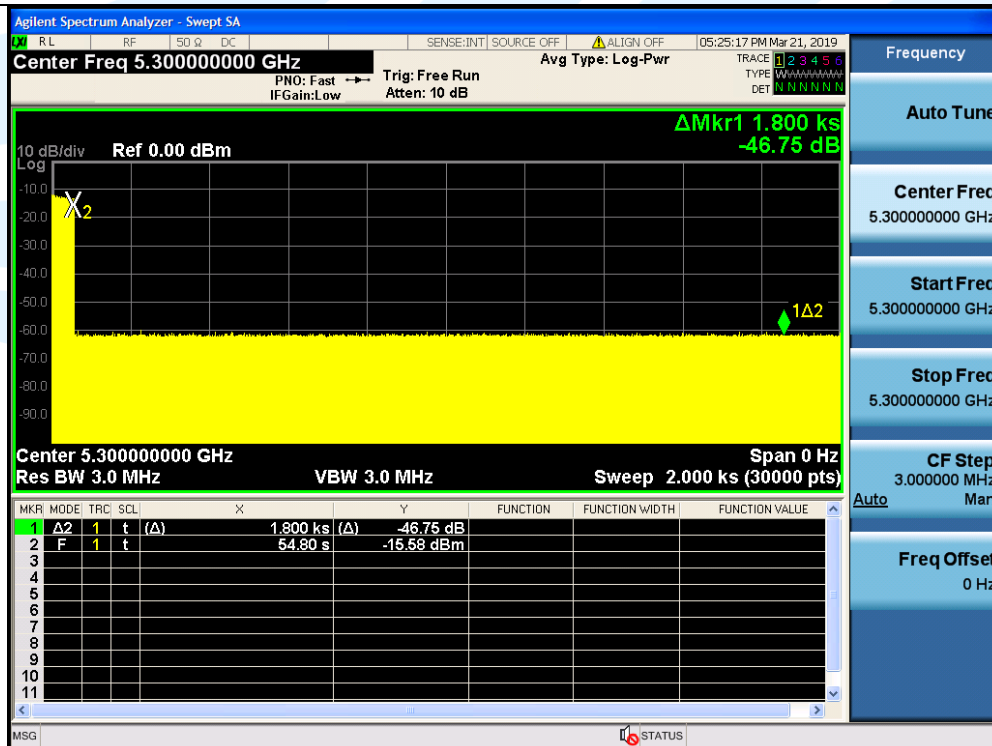 Agilent Spectrum Analyzer - Swept SA
LXI RL RF 50 Ω DC SENSE:INT SOURCE OFF ALIGN OFF 05:25:17 PM Mar 21, 2019
Center Freq 5.300000000 GHz
PNO: Fast
IFGain:Low
Trig: Free Run
Atten: 10 dB
Avg Type: Log-Pwr
TRACE 1 2 3 4 5 6
TYPE W
DET N N N N N N
ΔMkr1 1.800 ks
-46.75 dB
10 dB/div Ref 0.00 dBm
Log
-10.0
-20.0
-30.0
-40.0
-50.0
-60.0
-70.0
-80.0
-90.0
X2
1Δ2
Center 5.300000000 GHz Span 0 Hz
Res BW 3.0 MHz VBW 3.0 MHz Sweep 2.000 ks (30000 pts)
MKR MODE TRC SCL X Y FUNCTION FUNCTION WIDTH FUNCTION VALUE
1 Δ2 1 t (Δ) 1.800 ks (Δ) -46.75 dB
2 F 1 t 54.80 s -15.58 dBm
3
4
5
6
7
8
9
10
11
MSG STATUS
Frequency
Auto Tune
Center Freq
5.300000000 GHz
Start Freq
5.300000000 GHz
Stop Freq
5.300000000 GHz
CF Step
3.000000 MHz
Auto Man
Freq Offset
0 Hz